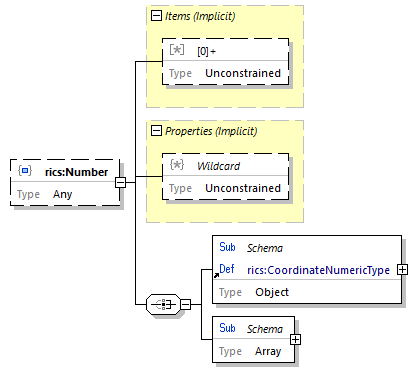 Items (Implicit)
[0]+
Type Unconstrained
Properties (Implicit)
Wildcard
Type Unconstrained
rics:Number
Type Any
Sub Schema
Def rics:CoordinateNumericType
Type Object
Sub Schema
Type Array